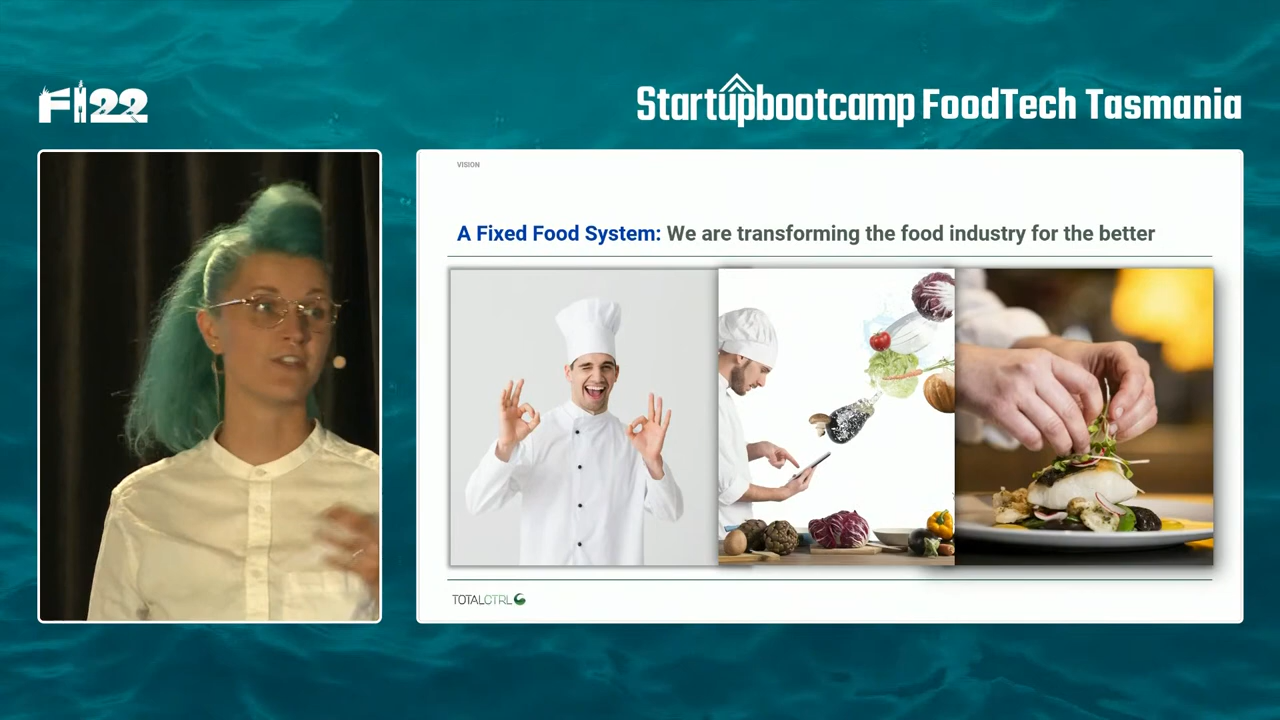 FI22
Startupbootcamp FoodTech Tasmania
VISION
A Fixed Food System: We are transforming the food industry for the better
TOTALCTRL